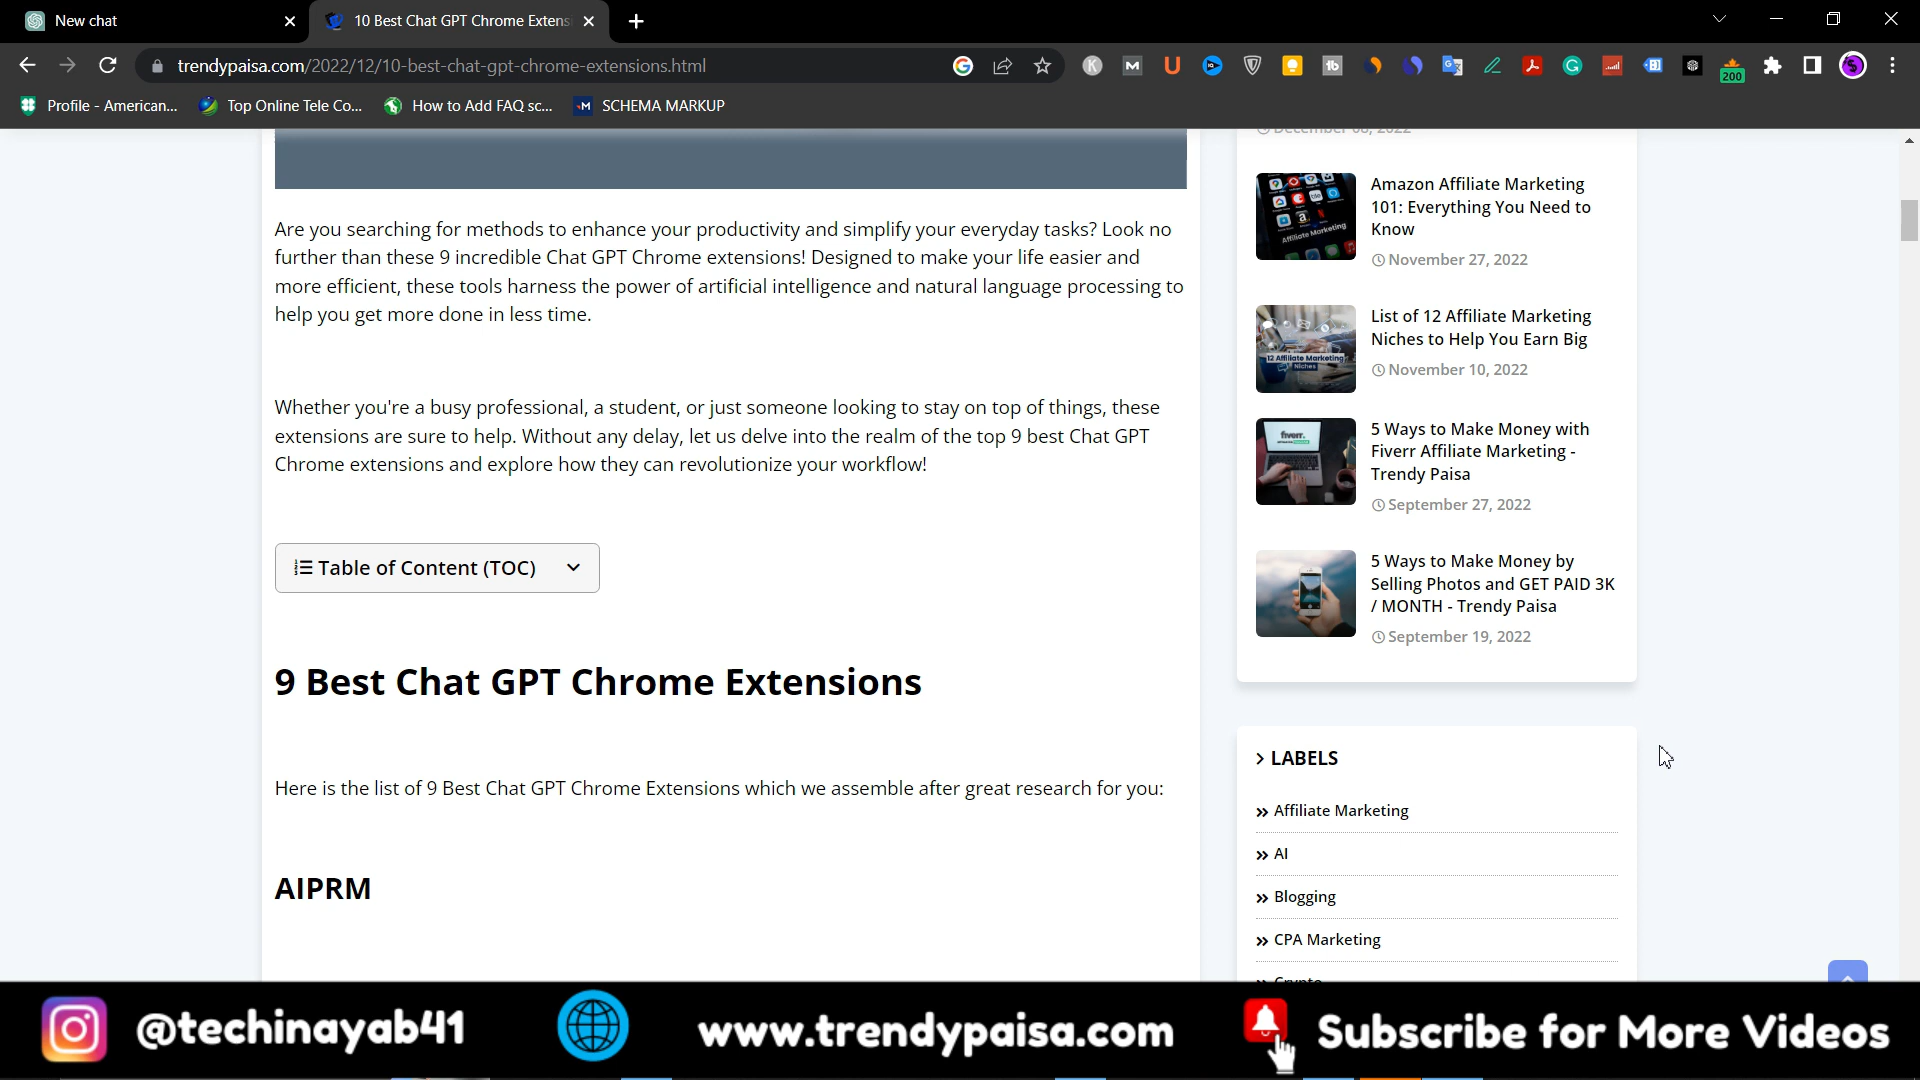 New chat
10 Best Chat GPT Chrome Extens
trendypaisa.com/2022/12/10-best-chat-gpt-chrome-extensions.html
200
Profile - American...
Top Online Tele Co...
How to Add FAQ sc...
SCHEMA MARKUP
Are you searching for methods to enhance your productivity and simplify your everyday tasks? Look no
further than these 9 incredible Chat GPT Chrome extensions! Designed to make your life easier and
more efficient, these tools harness the power of artificial intelligence and natural language processing to
help you get more done in less time.
Whether you're a busy professional, a student, or just someone looking to stay on top of things, these
extensions are sure to help. Without any delay, let us delve into the realm of the top 9 best Chat GPT
Chrome extensions and explore how they can revolutionize your workflow!
Table of Content (TOC)
9 Best Chat GPT Chrome Extensions
Here is the list of 9 Best Chat GPT Chrome Extensions which we assemble after great research for you:
AIPRM
December 08, 2022
Affiliate Marketing
Amazon Affiliate Marketing
101: Everything You Need to
Know
November 27, 2022
12 Affiliate Marketing
Niches
List of 12 Affiliate Marketing
Niches to Help You Earn Big
November 10, 2022
fiverr.
5 Ways to Make Money with
Fiverr Affiliate Marketing -
Trendy Paisa
September 27, 2022
5 Ways to Make Money by
Selling Photos and GET PAID 3K
/ MONTH - Trendy Paisa
September 19, 2022
> LABELS
» Affiliate Marketing
» AI
» Blogging
» CPA Marketing
» Crypto
@techinayab41
www.trendypaisa.com
Subscribe for More Videos